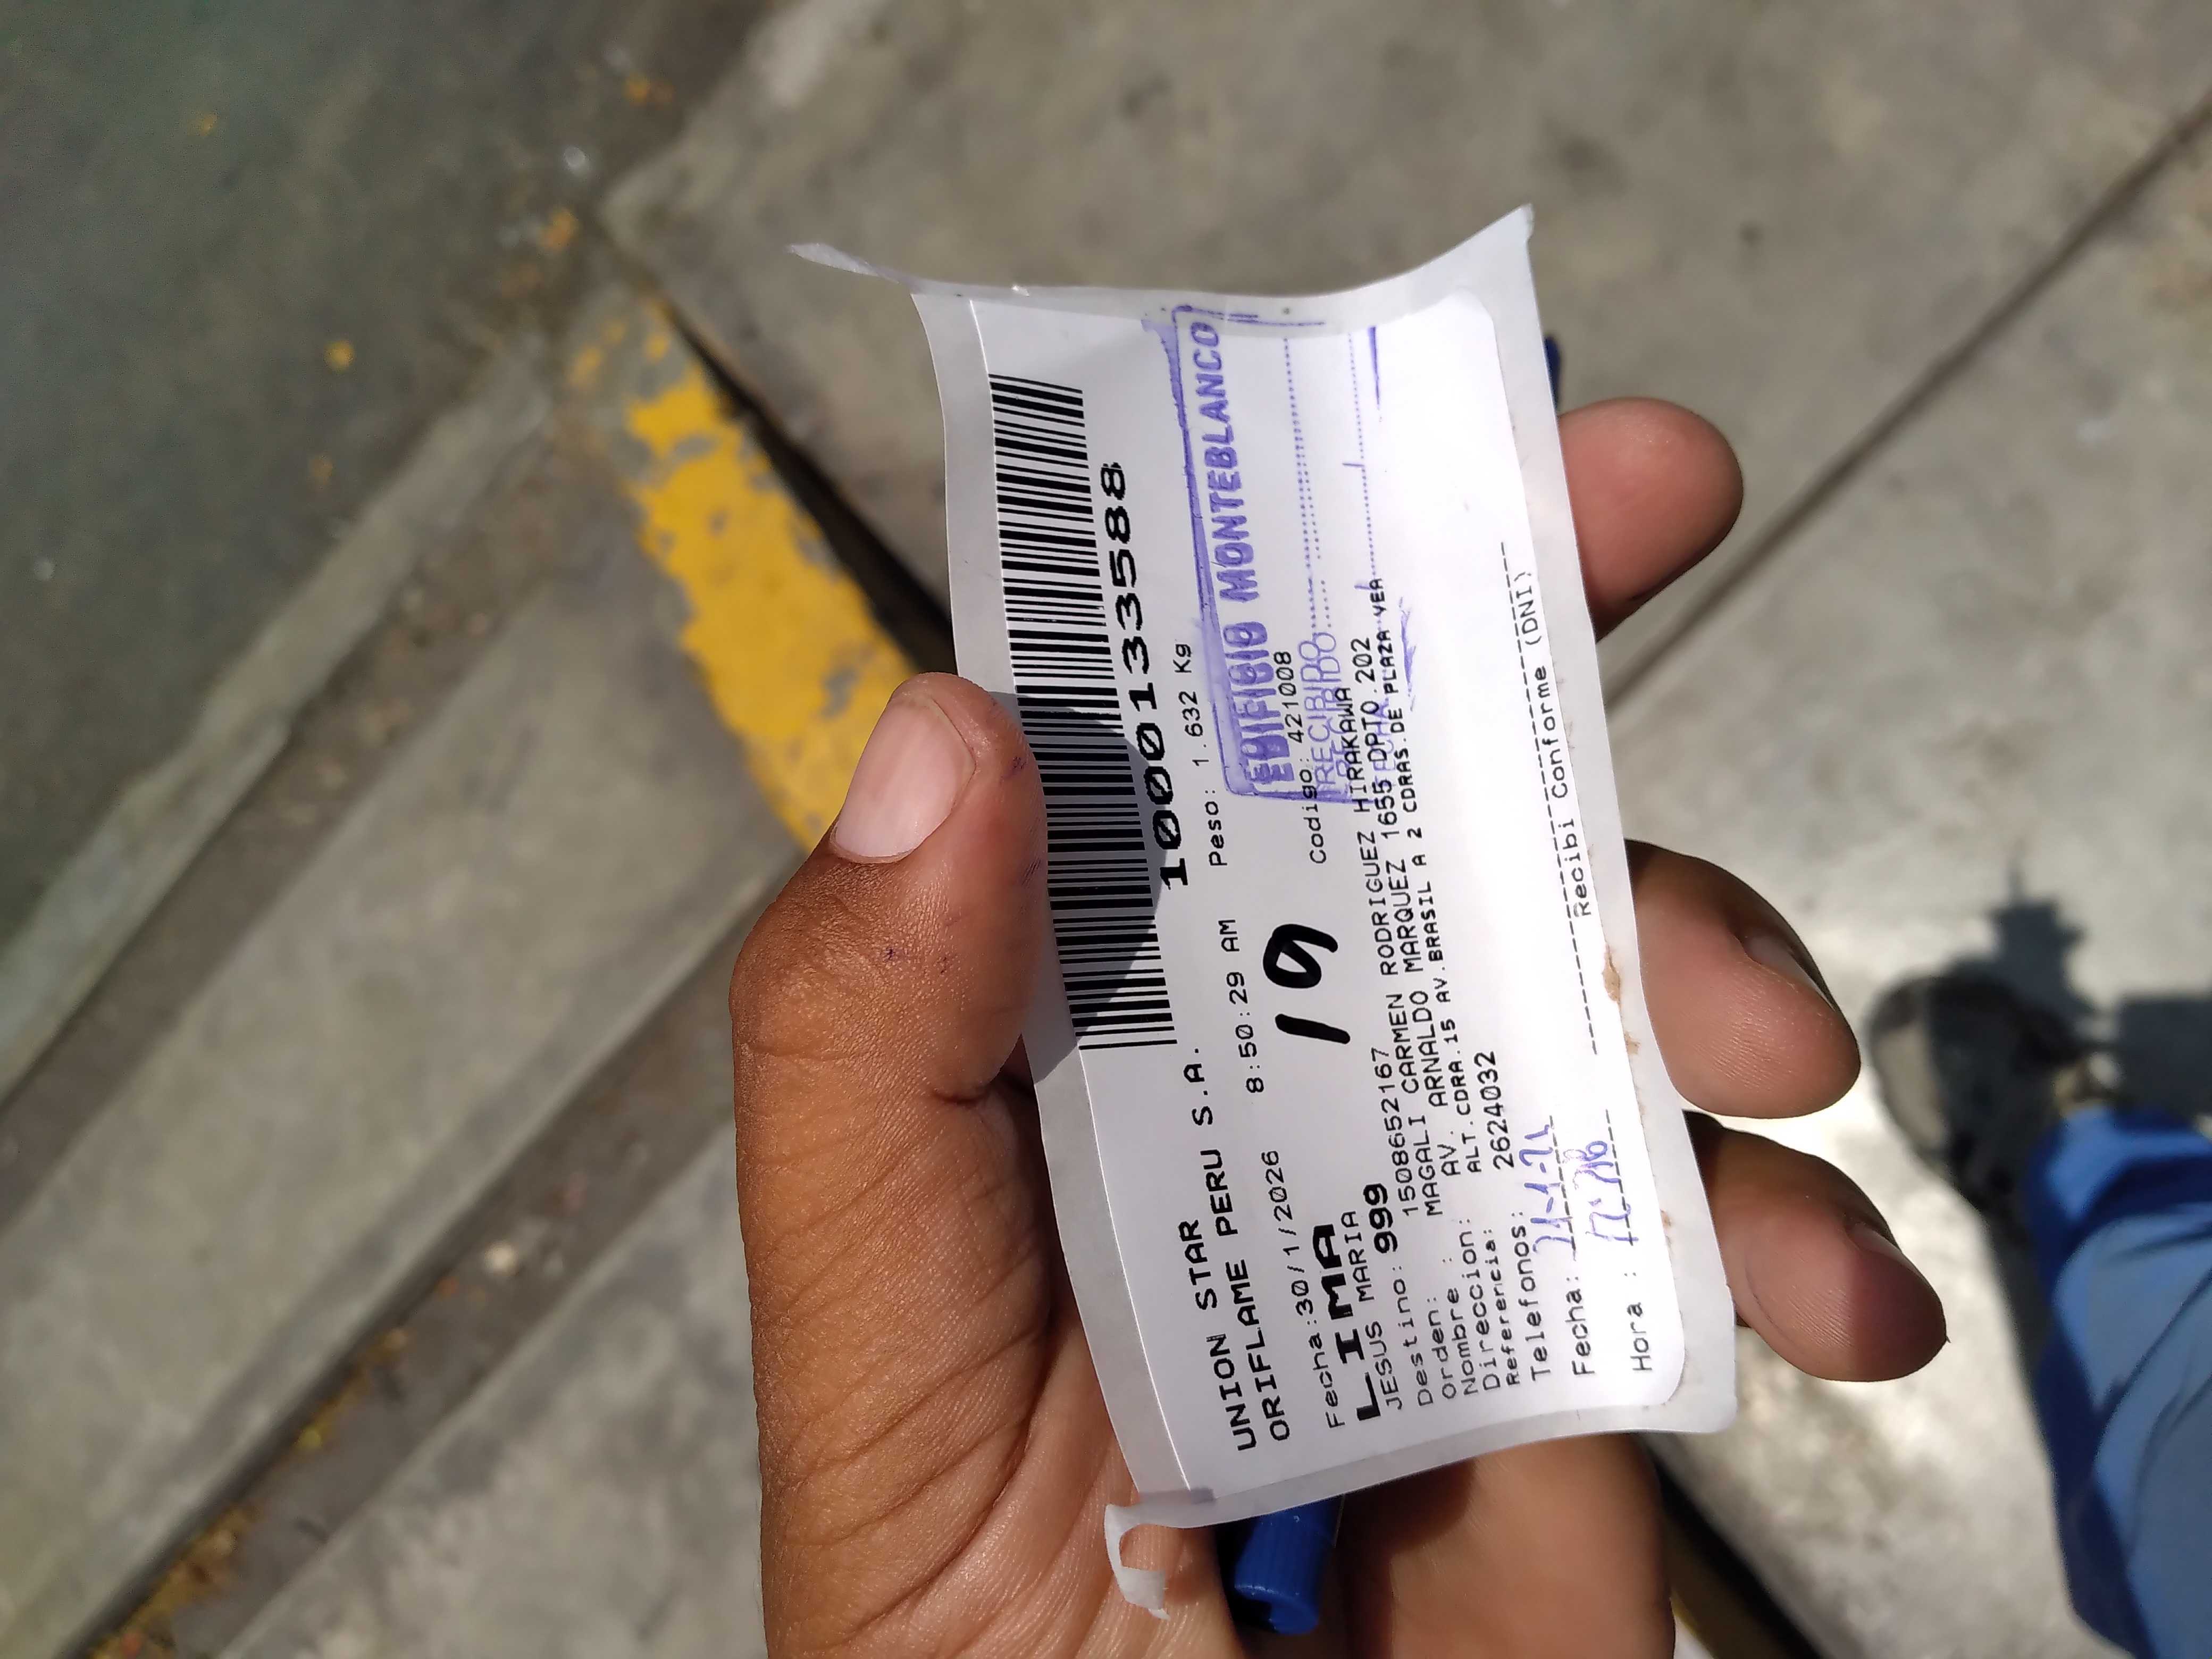 1000133588
UNION STAR
ORIFLAME PERU S.A.
Peso: 1.632 Kg
Fecha:30/1/2026 8:50:29 AM
EDIFICIO MONTEBLANCO
LIMA
19
JESUS MARIA
Codigo: 421008
RECIBIDO
Destino: 999
Orden: 1508652167
Nombre : MAGALI CARMEN RODRIGUEZ HIRAKAWA
Direccion: AV. ARNALDO MARQUEZ 1655 DPTO.202
Referencia: ALT.CDRA.15 AV.BRASIL A 2 CDRAS.DE PLAZA VEA
Telefonos: 2624032
Fecha:
Hora :
Recibi Conforme (DNI)